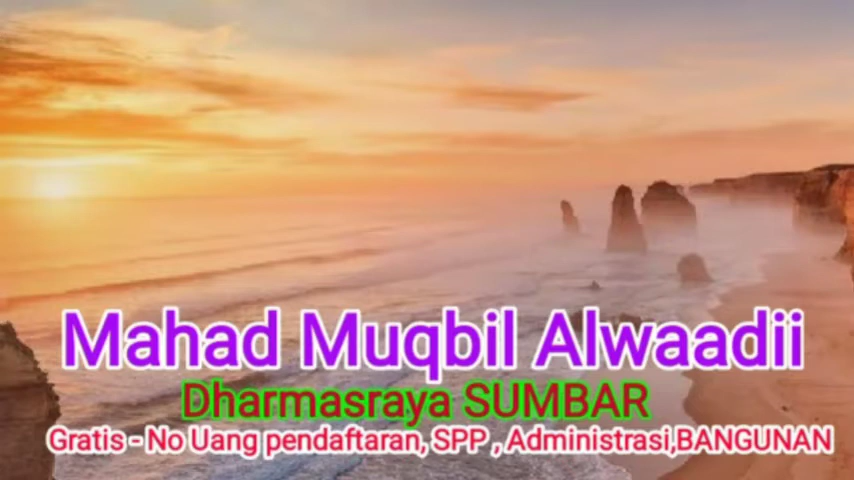 Mahad Muqbil Alwaadii
Dharmasraya SUMBAR
Gratis - No Uang pendaftaran, SPP , Administrasi,BANGUNAN